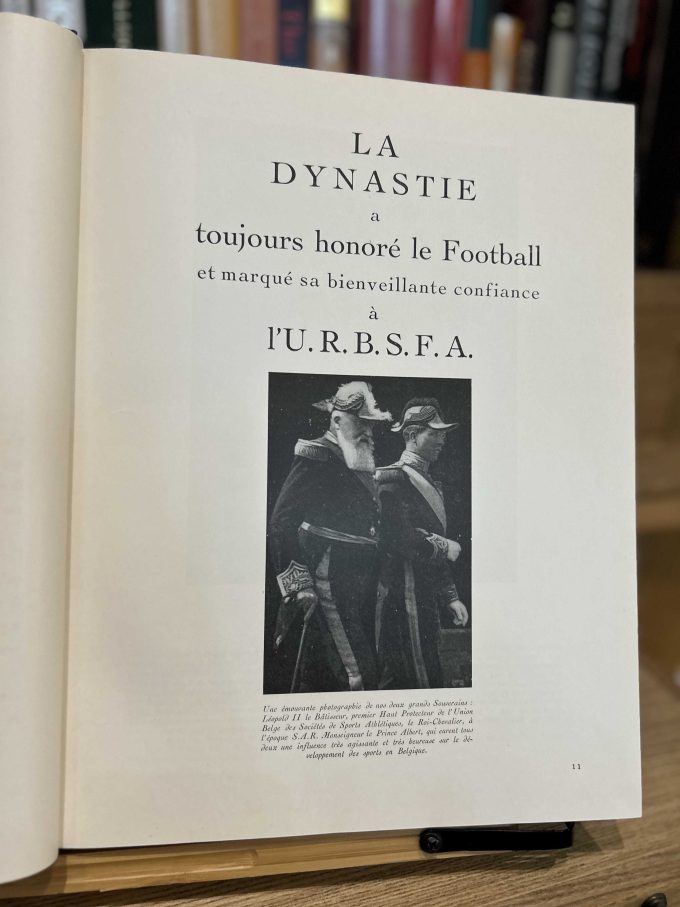 LA
DYNASTIE
a
toujours honoré le Football
et marqué sa bienveillante confiance
à
l'U. R. B. S. F. A.
Une émouvante photographie de nos deux grands Souverains :
Léopold II le Bâtisseur, premier Haut Protecteur de l'Union
Belge des Sociétés de Sports Athlétiques, le Roi-Chevalier, à
l'époque S.A.R. Monseigneur le Prince Albert, qui eurent tous
deux une influence très agissante et très heureuse sur le dé-
veloppement des sports en Belgique.
11